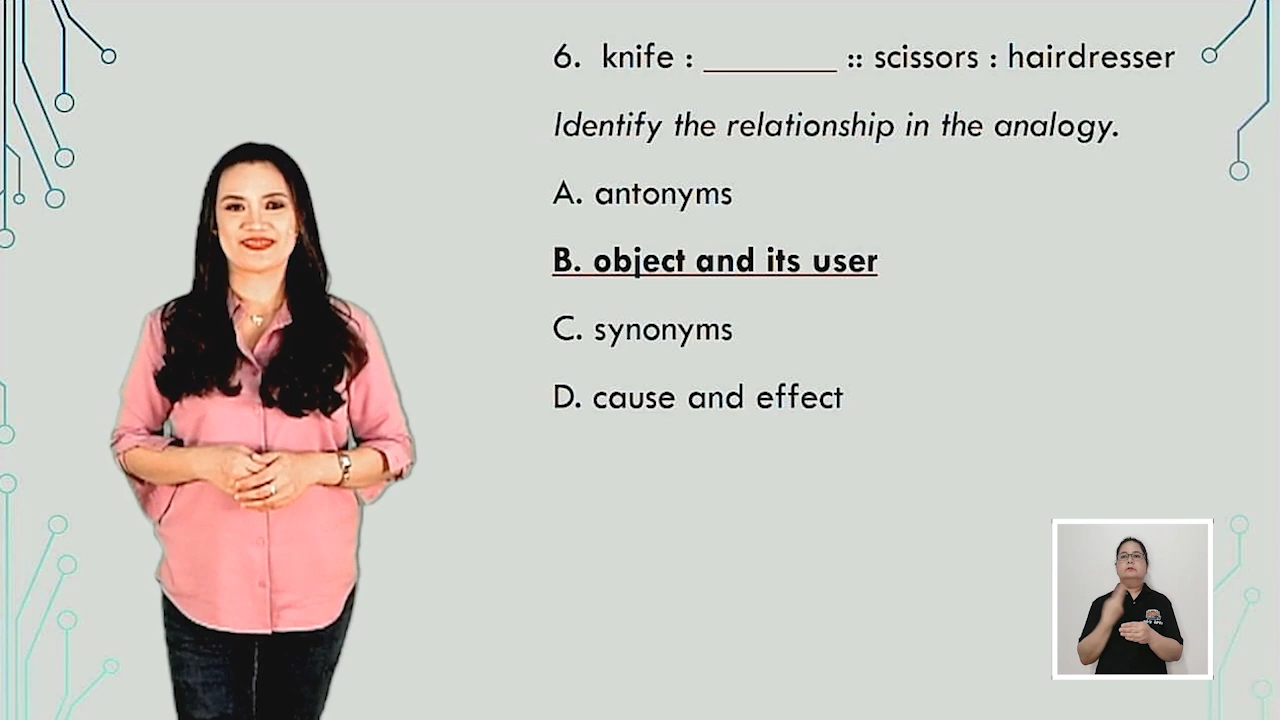 6. knife : ________ :: scissors : hairdresser
Identify the relationship in the analogy.
A. antonyms
B. object and its user
C. synonyms
D. cause and effect